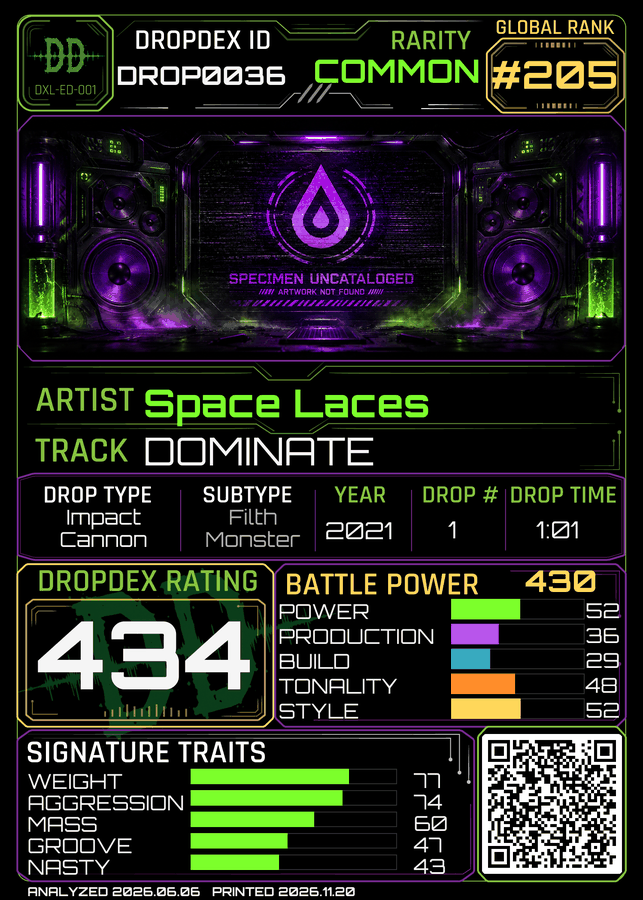 DD
DXL-ED-001
DROPDEX ID
DROP0036
RARITY
COMMON
GLOBAL RANK
#205
SPECIMEN UNCATALOGED
ARTWORK NOT FOUND
ARTIST Space Laces
TRACK DOMINATE
DROP TYPE
Impact
Cannon
SUBTYPE
Filth
Monster
YEAR
2021
DROP #
1
DROP TIME
1:01
DROPDEX RATING
434
BATTLE POWER 430
POWER 52
PRODUCTION 36
BUILD 29
TONALITY 48
STYLE 52
SIGNATURE TRAITS
WEIGHT 77
AGGRESSION 74
MASS 60
GROOVE 47
NASTY 43
ANALYZED 2026.06.06 PRINTED 2026.11.20